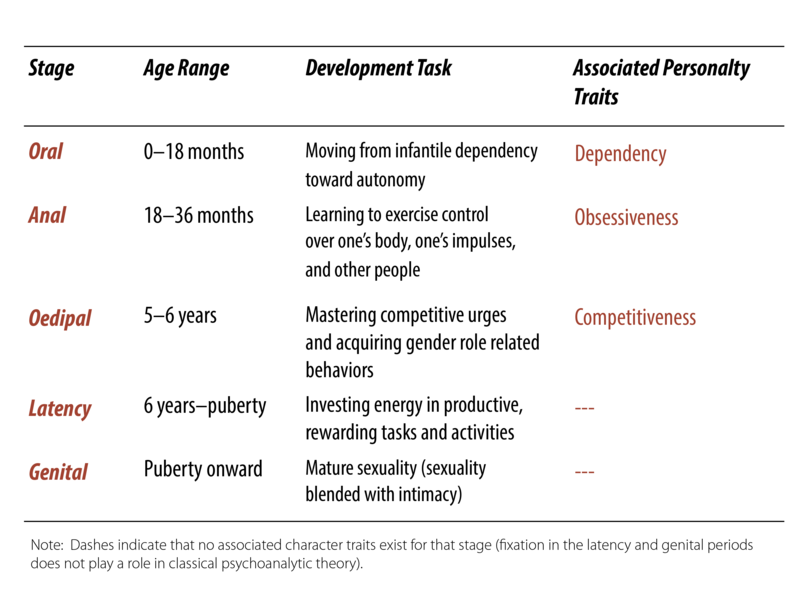 Stage Age Range Development Task Associated Personalty
Traits
Oral 0–18 months Moving from infantile dependency Dependency
toward autonomy
Anal 18–36 months Learning to exercise control Obsessiveness
over one’s body, one’s impulses,
and other people
Oedipal 5–6 years Mastering competitive urges Competitiveness
and acquiring gender role related
behaviors
Latency 6 years–puberty Investing energy in productive, ---
rewarding tasks and activities
Genital Puberty onward Mature sexuality (sexuality ---
blended with intimacy)
Note: Dashes indicate that no associated character traits exist for that stage (fixation in the latency and genital periods
does not play a role in classical psychoanalytic theory).